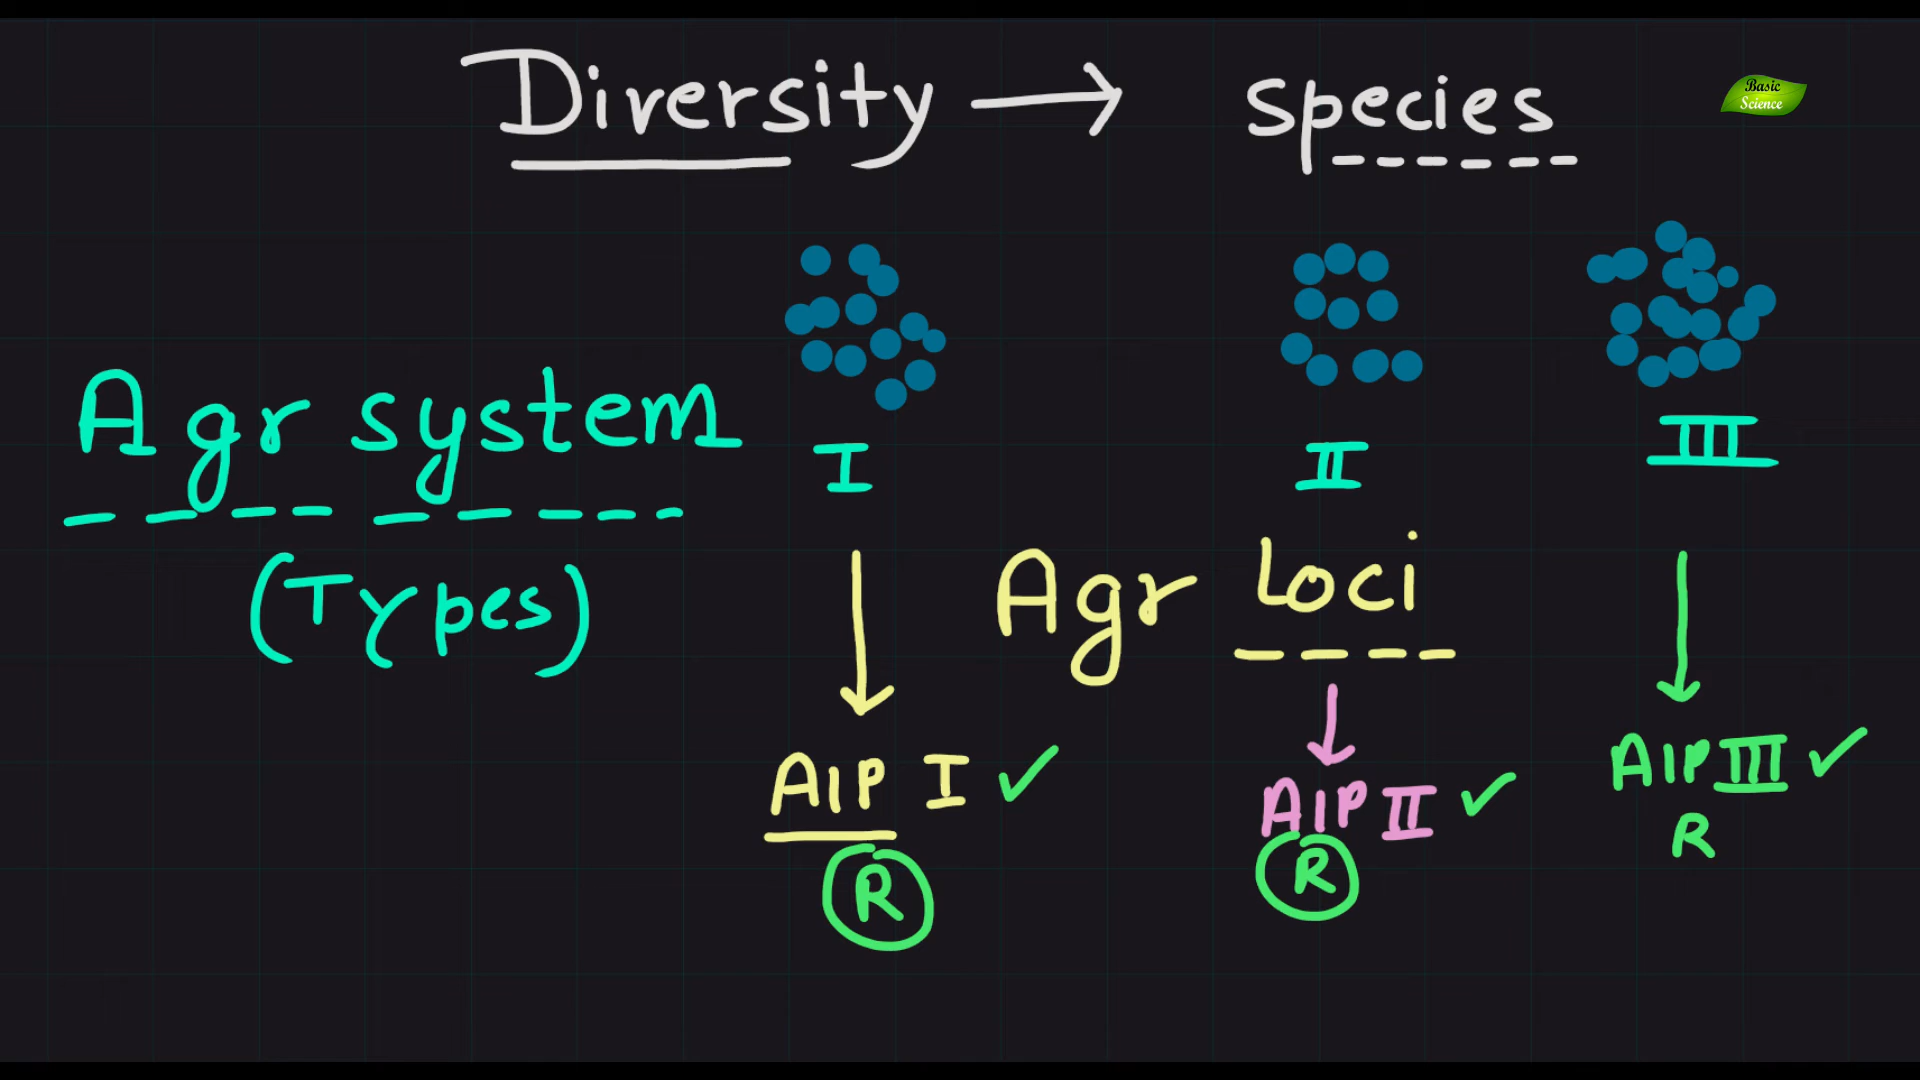 Diversity → species
Basic
Science
Agr system
I
II
III
(Types)
Agr loci
AIP I ✓
AIP II ✓
AIP III ✓
R
R
R